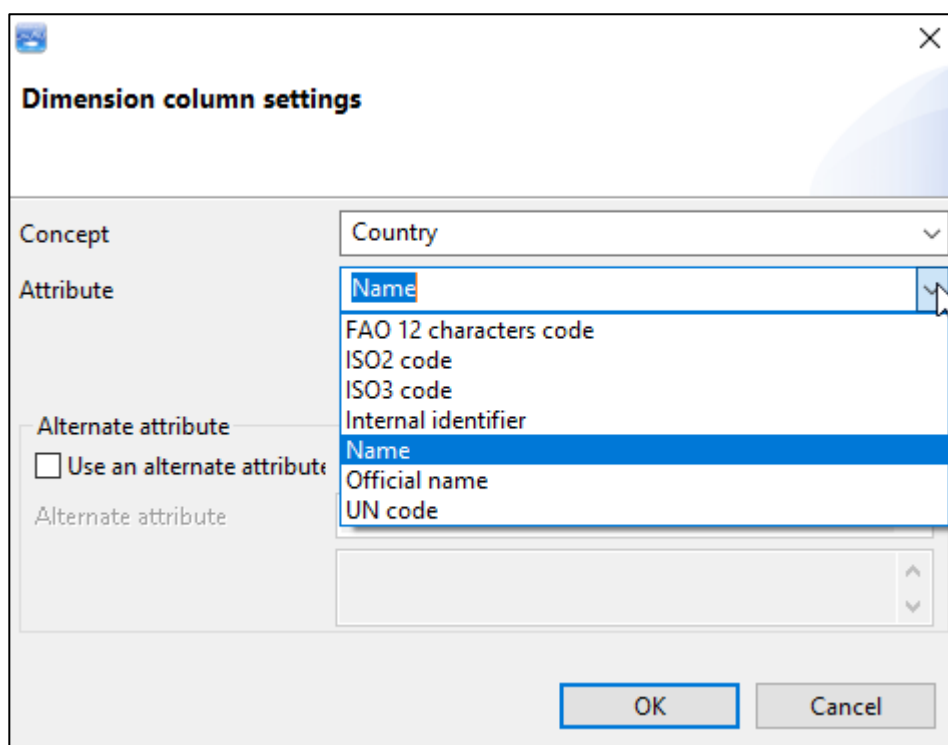 Dimension column settings
Concept
Country
Attribute
Name
FAO 12 characters code
ISO2 code
ISO3 code
Internal identifier
Name
Official name
UN code
Alternate attribute
Use an alternate attribute
Alternate attribute
OK
Cancel